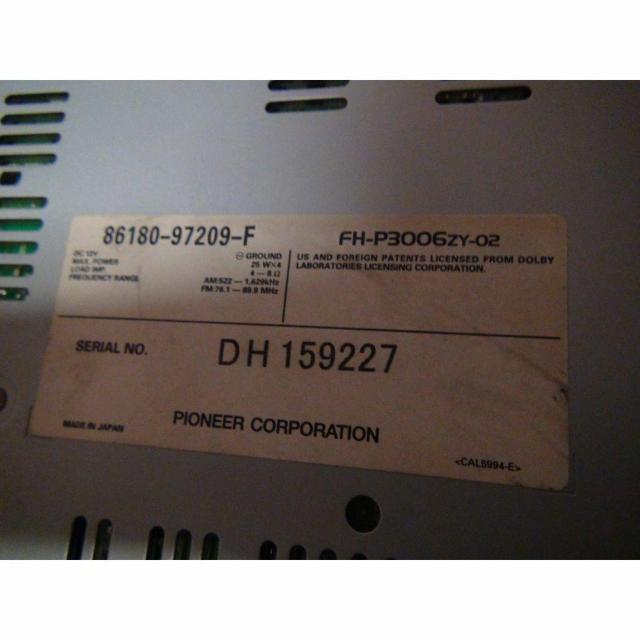 86180-97209-F
DC 12V ⊖ GROUND
MAX. POWER 25 W×4
LOAD IMP. 4 – 8 Ω
FREQUENCY RANGE
AM:522 – 1,629kHz
FM:76.1 – 89.9 MHz
FH-P3006ZY-02
US AND FOREIGN PATENTS LICENSED FROM DOLBY
LABORATORIES LICENSING CORPORATION.
SERIAL NO. DH 159227
MADE IN JAPAN
PIONEER CORPORATION
<CAL5994-E>